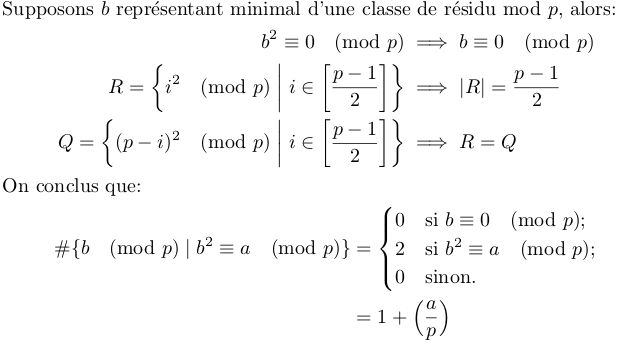 Supposons b représentant minimal d'une classe de résidu mod p, alors:
b² ≡ 0 (mod p) ⟹ b ≡ 0 (mod p)
R = {i² (mod p) | i ∈ [(p − 1)/2]} ⟹ |R| = (p − 1)/2
Q = {(p − i)² (mod p) | i ∈ [(p − 1)/2]} ⟹ R = Q
On conclus que:
#{b (mod p) | b² ≡ a (mod p)} = { 0 si b ≡ 0 (mod p);
2 si b² ≡ a (mod p);
0 sinon.
= 1 + (a/p)